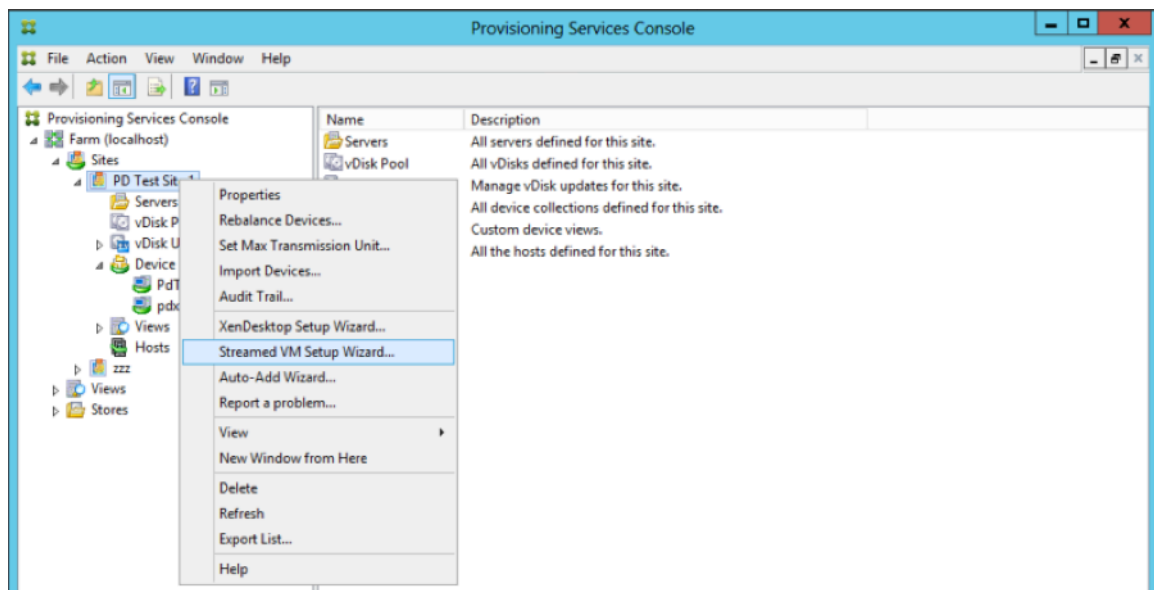 Provisioning Services Console
File Action View Window Help
Provisioning Services Console
Farm (localhost)
Sites
PD Test Site 1
Servers
vDisk P
vDisk U
Device
PdT
pdx
Views
Hosts
zzz
Views
Stores
Name Description
Servers All servers defined for this site.
vDisk Pool All vDisks defined for this site.
Manage vDisk updates for this site.
All device collections defined for this site.
Custom device views.
All the hosts defined for this site.
Properties
Rebalance Devices...
Set Max Transmission Unit...
Import Devices...
Audit Trail...
XenDesktop Setup Wizard...
Streamed VM Setup Wizard...
Auto-Add Wizard...
Report a problem...
View
New Window from Here
Delete
Refresh
Export List...
Help